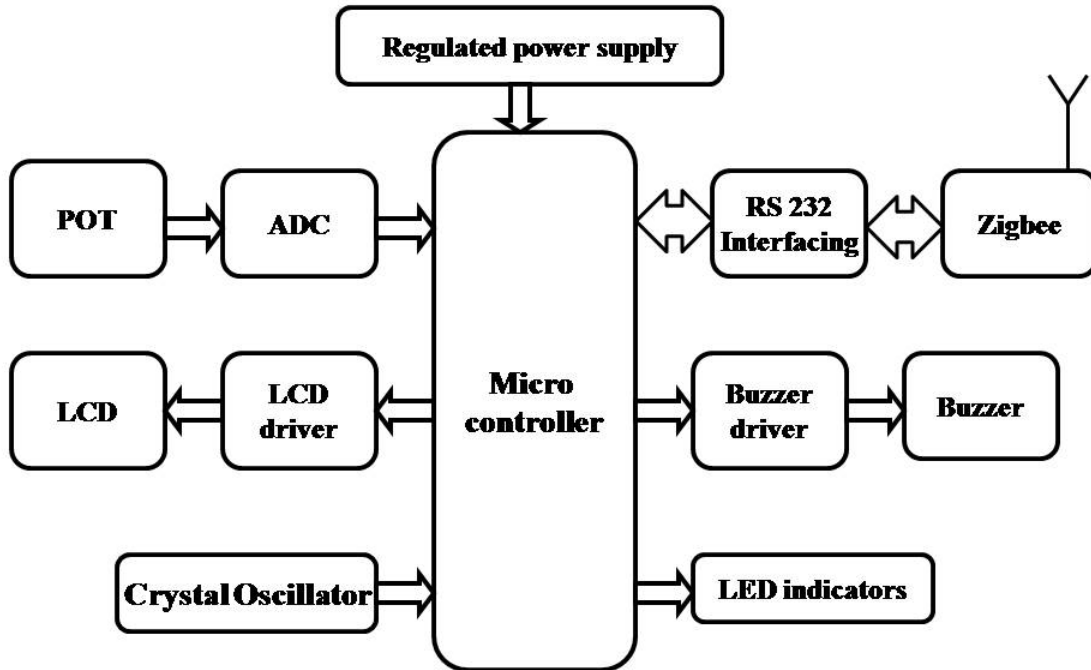 Regulated power supply
POT
ADC
RS 232
Interfacing
Zigbee
LCD
LCD
driver
Micro
controller
Buzzer
driver
Buzzer
Crystal Oscillator
LED indicators